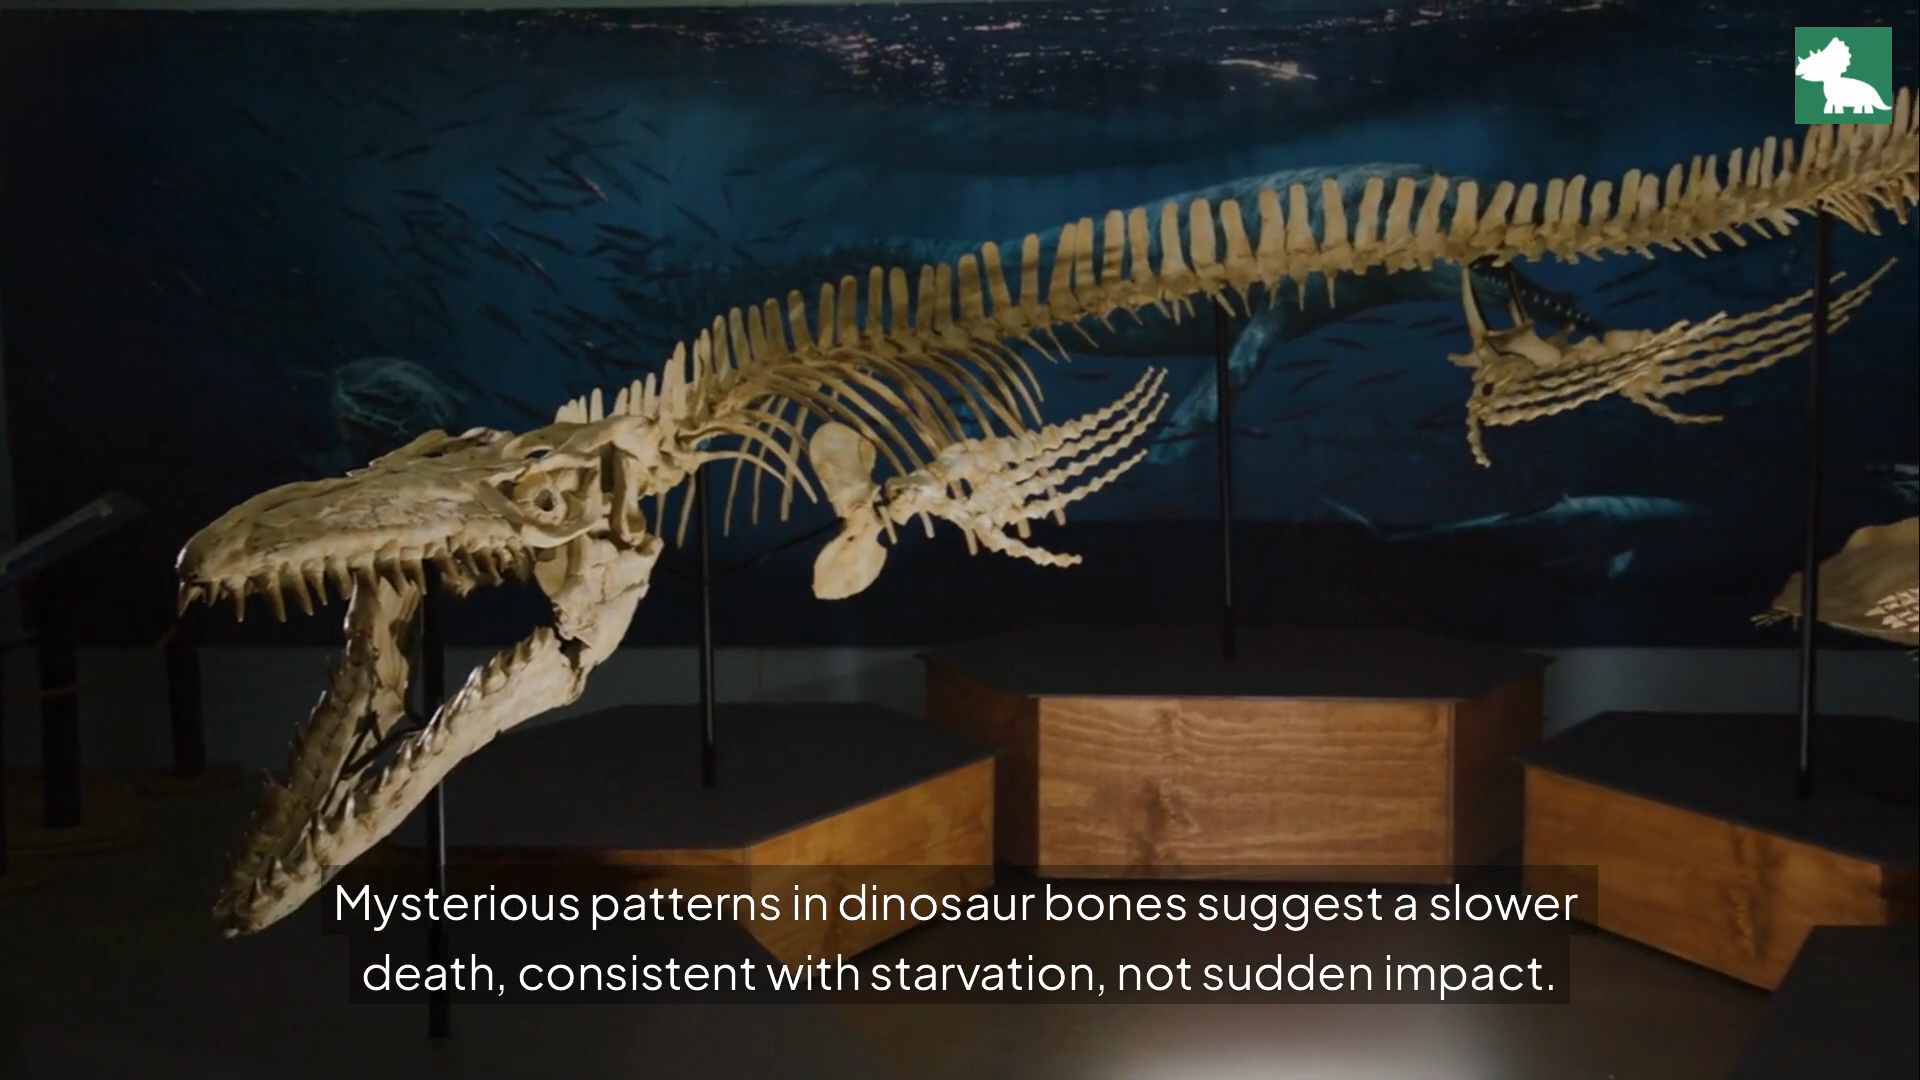 Mysterious patterns in dinosaur bones suggest a slower
death, consistent with starvation, not sudden impact.